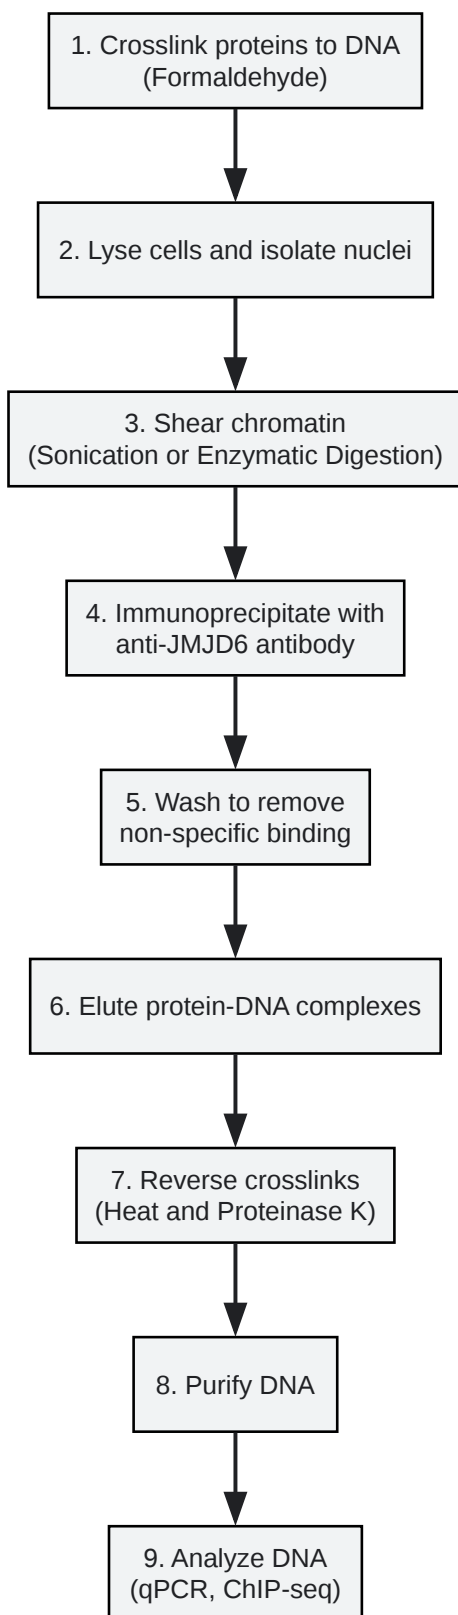 1. Crosslink proteins to DNA
(Formaldehyde)
2. Lyse cells and isolate nuclei
3. Shear chromatin
(Sonication or Enzymatic Digestion)
4. Immunoprecipitate with
anti-JMJD6 antibody
5. Wash to remove
non-specific binding
6. Elute protein-DNA complexes
7. Reverse crosslinks
(Heat and Proteinase K)
8. Purify DNA
9. Analyze DNA
(qPCR, ChIP-seq)